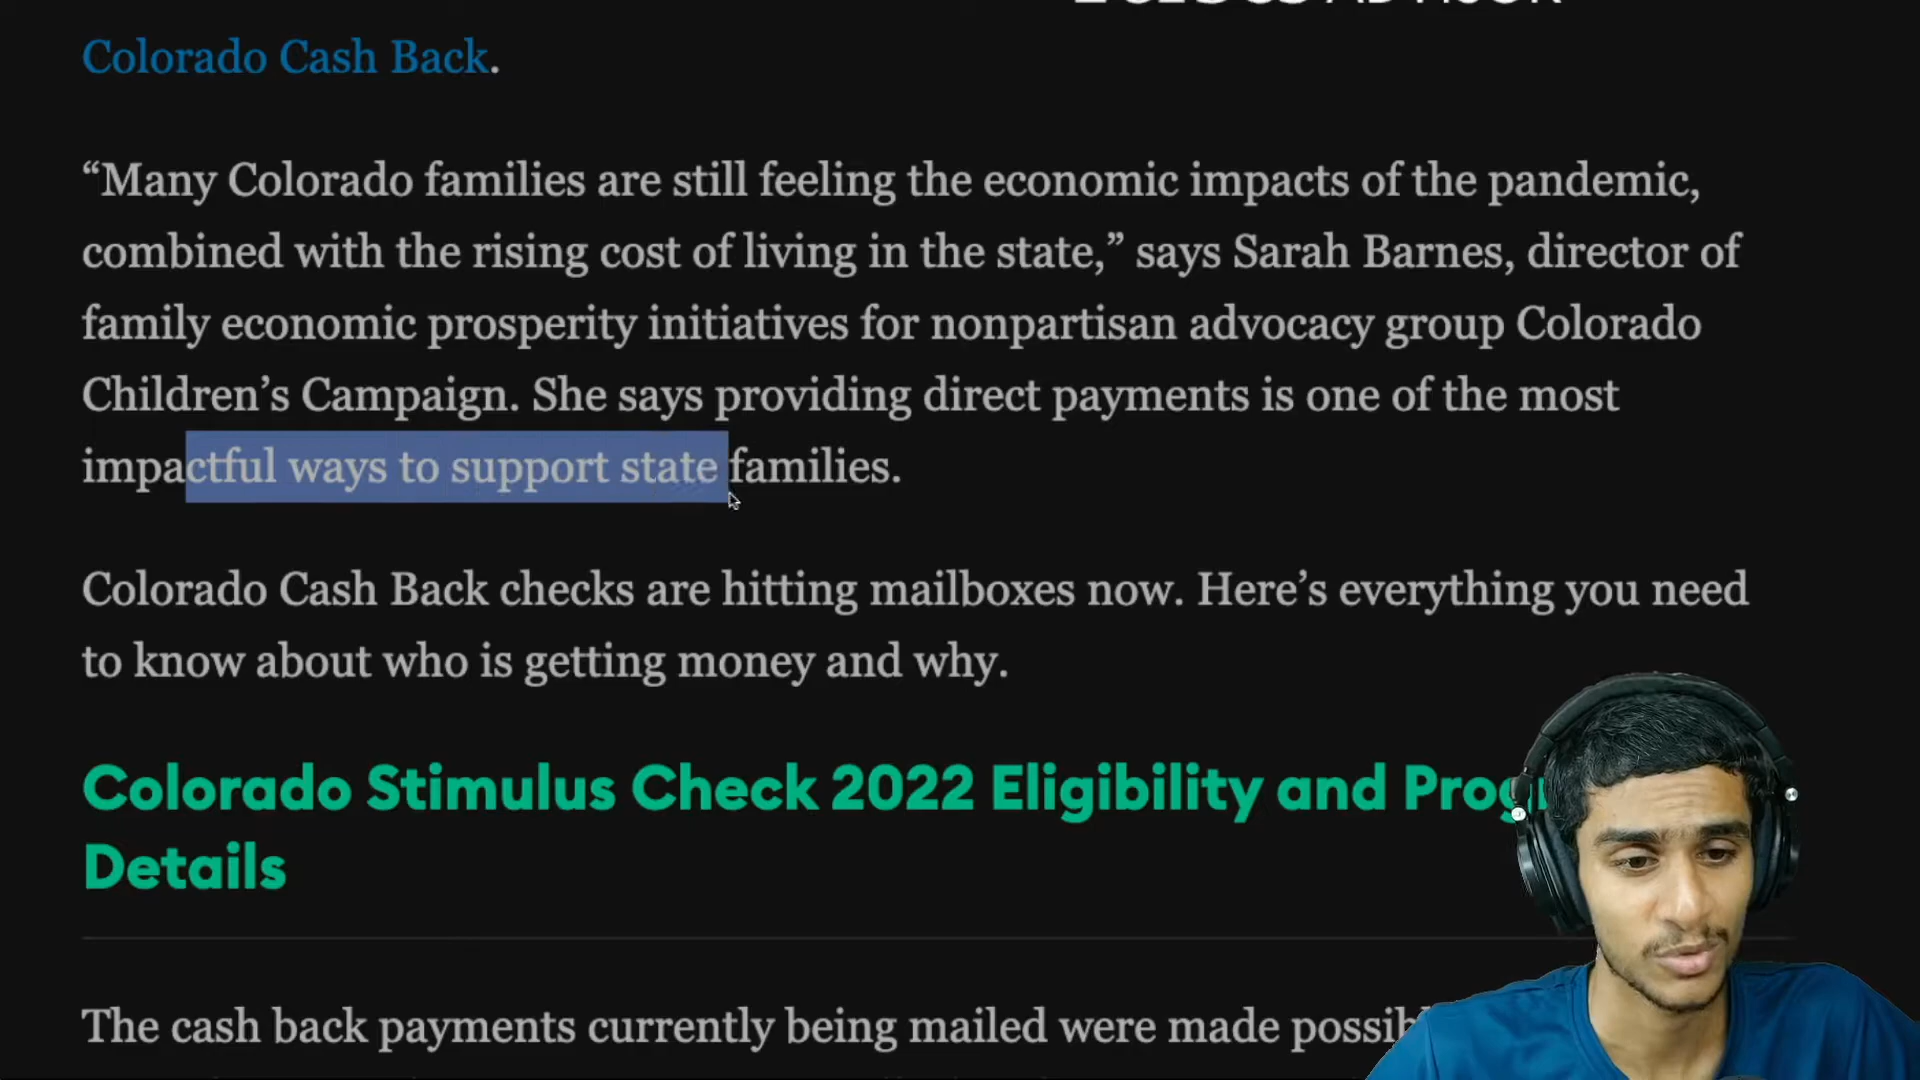 Colorado Cash Back.
“Many Colorado families are still feeling the economic impacts of the pandemic,
combined with the rising cost of living in the state,” says Sarah Barnes, director of
family economic prosperity initiatives for nonpartisan advocacy group Colorado
Children’s Campaign. She says providing direct payments is one of the most
impactful ways to support state families.
Colorado Cash Back checks are hitting mailboxes now. Here’s everything you need
to know about who is getting money and why.
Colorado Stimulus Check 2022 Eligibility and
Details
The cash back payments currently being mailed were made